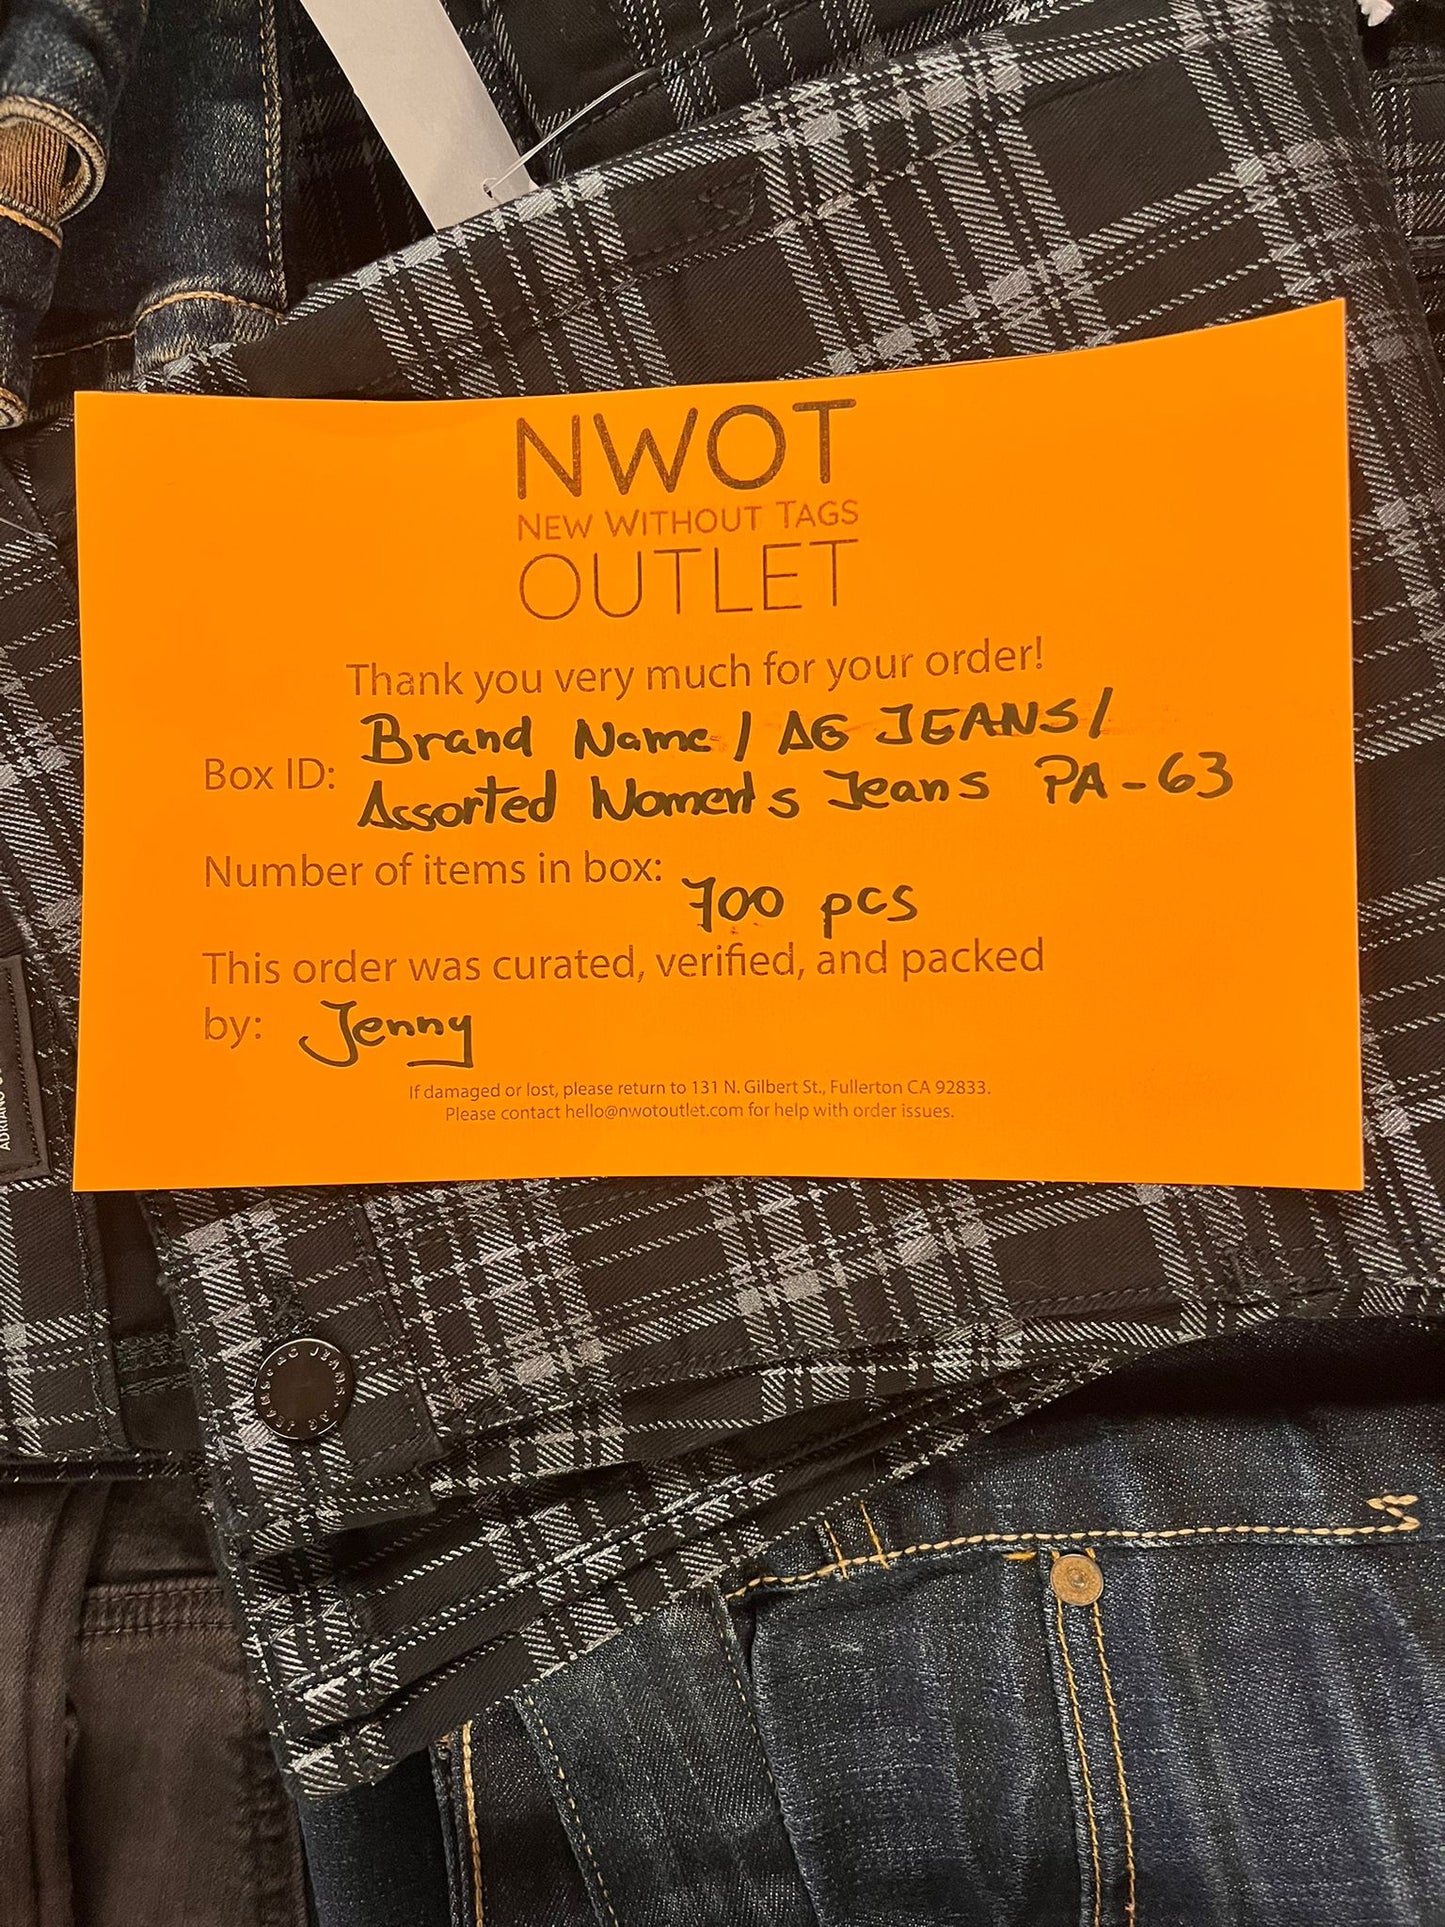 NWOT
NEW WITHOUT TAGS
OUTLET
Thank you very much for your order!
Brand Name / AG JEANS /
Box ID:
Assorted Women's Jeans PA-63
Number of items in box:
700 pcs
This order was curated, verified, and packed
by: Jenny
If damaged or lost, please return to 131 N. Gilbert St., Fullerton CA 92833.
Please contact hello@nwotoutlet.com for help with order issues.
ADRIANO
AG JEANS